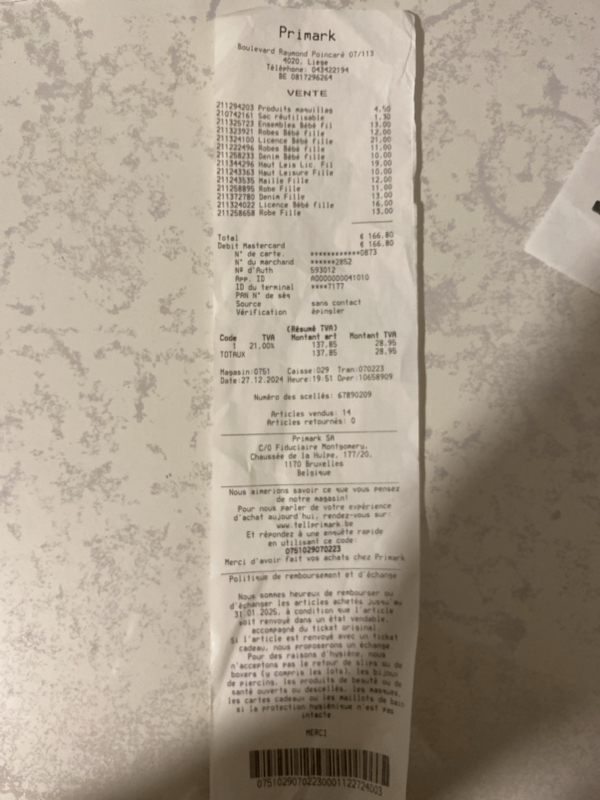 Primark
Boulevard Raymond Poincaré 07/113
4020, Liege
Téléphone: 043422194
BE 0817296264
VENTE
211294203 Produits maquilles 4,50
210742161 Sac réutilisable 1,30
211325723 Ensembles Bébé fil 13,00
211323921 Robes Bébé fille 12,00
211324100 Licence Bébé fille 21,00
211222496 Robes Bébé fille 11,00
211258233 Denim Bébé fille 10,00
211344296 Haut Leis Lic. Fil 19,00
211243363 Haut Leisure Fille 10,00
211243535 Maille Fille 12,00
211258895 Robe Fille 11,00
211372780 Denim Fille 13,00
211324022 Licence Bébé fille 16,00
211258658 Robe Fille 13,00
Total € 166,80
Debit Mastercard € 166,80
N° de carte. ************0873
N° du marchand ******2852
N° d'Auth 593012
App. ID A0000000041010
ID du terminal ****7177
PAN N° de séq
Source sans contact
Vérification épingler
(Résumé TVA)
Code TVA Montant art Montant TVA
1 21,00% 137,85 28,95
TOTAUX 137,85 28,95
Magasin:0751 Caisse:029 Tran:070223
Date:27.12.2024 Heure:19:51 Oper:10658909
Numéro des scellés: 67890209
Articles vendus: 14
Articles retournés: 0
Primark SA
C/O Fiduciaire Montgomery,
Chaussée de la Hulpe, 177/20,
1170 Bruxelles
Belgique
Nous aimerions savoir ce que vous pensez
de notre magasin!
Pour nous parler de votre expérience
d'achat aujourd hui, rendez-vous sur:
www.tellprimark.be
Et répondez à une enquête rapide
en utilisant ce code:
0751029070223
Merci d'avoir fait vos achats chez Primark
Politique de remboursement et d'échange
Nous sommes heureux de rembourser ou
d'échanger les articles achetés jusqu'au
31.01.2025, à condition que l'article
soit renvoyé dans un état vendable,
accompagné du ticket original.
Si l'article est renvoyé avec un ticket
cadeau, nous proposerons un échange
Pour des raisons d'hygiène, nous
n'acceptons pas le retour de slips ou de
boxers (y compris les lots), les bijoux
de piercings, les produits de beauté ou de
santé ouverts ou descellés, les masques,
les cartes cadeaux ou les maillots de bain
si la protection hygiénique n'est pas
intacte.
MERCI
07510290702230001122724003